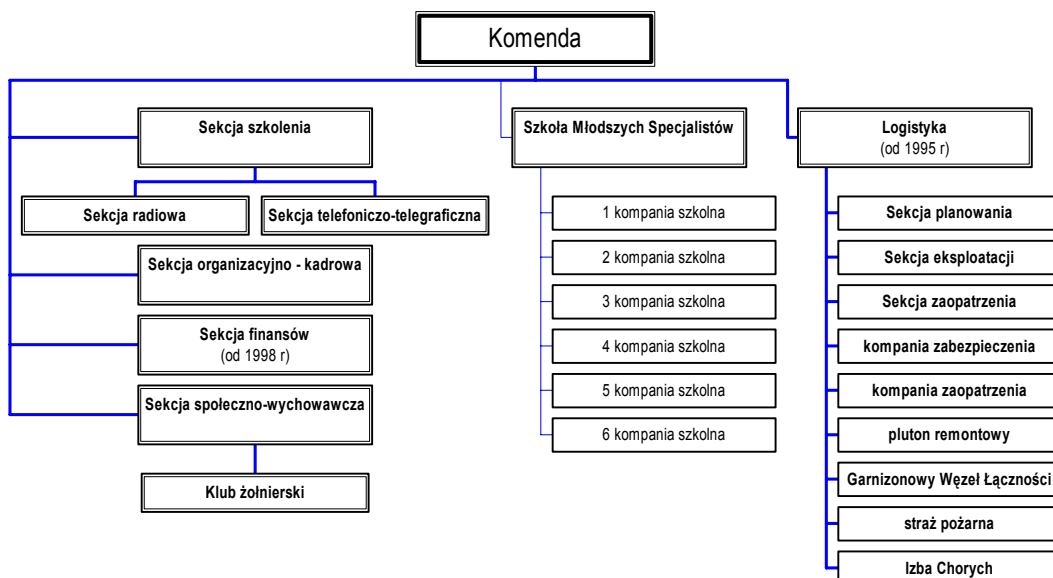 Komenda
Sekcja szkolenia
Sekcja radiowa
Sekcja telefoniczo-telegraficzna
Sekcja organizacyjno - kadrowa
Sekcja finansów
(od 1998 r)
Sekcja społeczno-wychowawcza
Klub żołnierski
Szkoła Młodszych Specjalistów
1 kompania szkolna
2 kompania szkolna
3 kompania szkolna
4 kompania szkolna
5 kompania szkolna
6 kompania szkolna
Logistyka
(od 1995 r)
Sekcja planowania
Sekcja eksploatacji
Sekcja zaopatrzenia
kompania zabezpieczenia
kompania zaopatrzenia
pluton remontowy
Garnizonowy Węzeł Łączności
straż pożarna
Izba Chorych